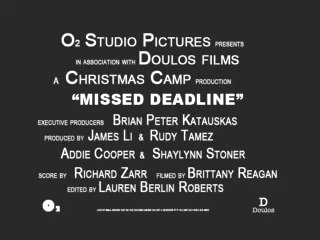 O2 STUDIO PICTURES PRESENTS
IN ASSOCIATION WITH DOULOS FILMS
A CHRISTMAS CAMP PRODUCTION
“MISSED DEADLINE”
EXECUTIVE PRODUCERS BRIAN PETER KATAUSKAS
PRODUCED BY JAMES LI & RUDY TAMEZ
ADDIE COOPER & SHAYLYNN STONER
SCORE BY RICHARD ZARR FILMED BY BRITTANY REAGAN
EDITED BY LAUREN BERLIN ROBERTS
O2
D
Doulos